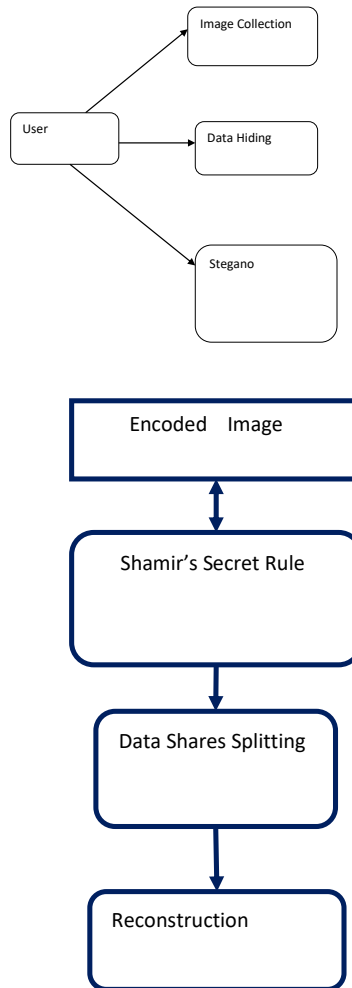 Image Collection
User
Data Hiding
Stegano
Encoded Image
Shamir’s Secret Rule
Data Shares Splitting
Reconstruction